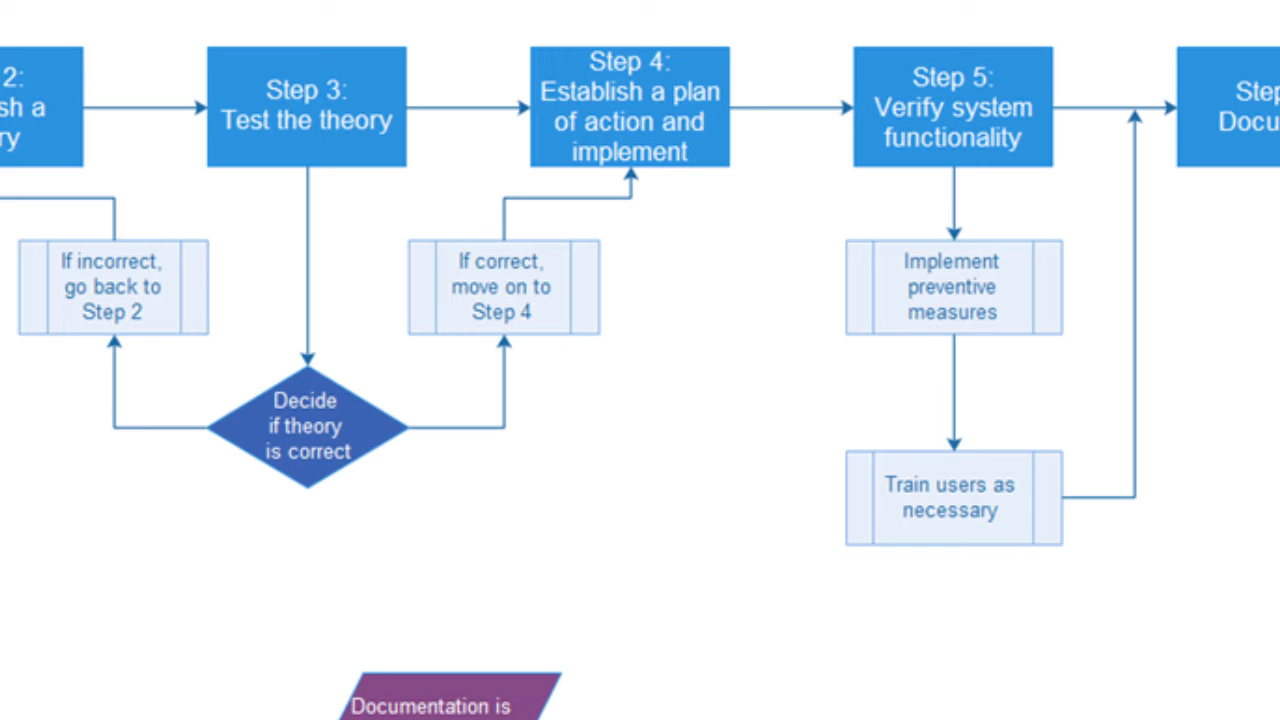 2:
sh a
ry
Step 3:
Test the theory
Step 4:
Establish a plan
of action and
implement
Step 5:
Verify system
functionality
Step
Docu
If incorrect,
go back to
Step 2
If correct,
move on to
Step 4
Implement
preventive
measures
Decide
if theory
is correct
Train users as
necessary
Documentation is